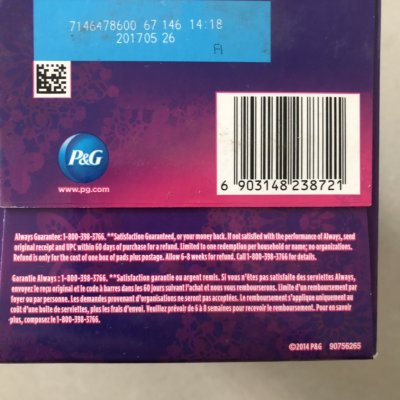 7146478600 67 146 14:18
201705 26
FI
P&G
www.pg.com
6 903148 238721
Always Guarantee: 1-800-398-3766. **Satisfaction Guaranteed, or your money back. If not satisfied with the performance of Always, send
original receipt and UPC within 60 days of purchase for a refund. Limited to one redemption per household or name; no organizations.
Refund is only for the cost of one box of pads plus postage. Allow 6-8 weeks for refund. Call 1-800-398-3766 for details.
Garantie Always : 1-800-398-3766. **Satisfaction garantie ou argent remis. Si vous n'êtes pas satisfaite des serviettes Always,
envoyez le reçu original et le code à barres dans les 60 jours suivant l'achat et nous vous rembourserons. Limite d'un remboursement par
foyer ou par personne. Les demandes provenant d'organisations ne seront pas acceptées. Le remboursement s'applique uniquement au
coût d'une boîte de serviettes, plus les frais d'envoi. Veuillez prévoir de 6 à 8 semaines pour recevoir le remboursement. Pour en savoir
plus, composez le 1-800-398-3766.
©2014 P&G 90756265